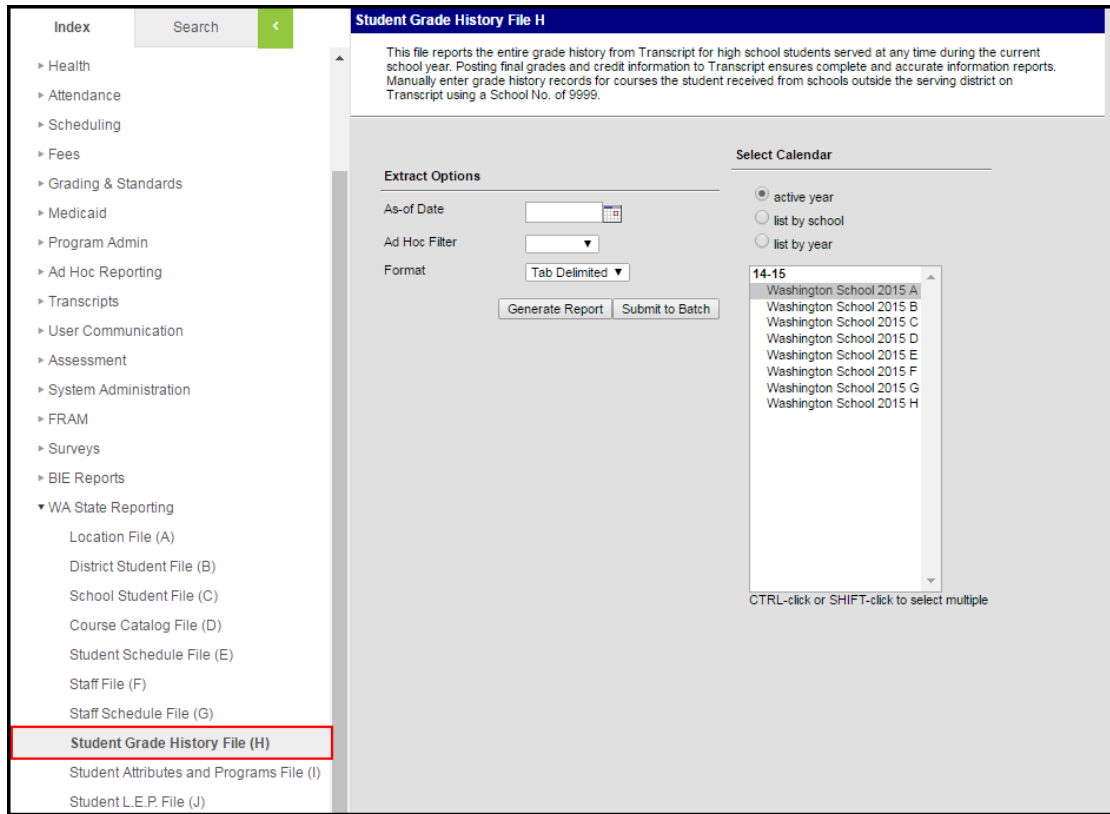 Index
Search
Health
Attendance
Scheduling
Fees
Grading & Standards
Medicaid
Program Admin
Ad Hoc Reporting
Transcripts
User Communication
Assessment
System Administration
FRAM
Surveys
BIE Reports
WA State Reporting
Location File (A)
District Student File (B)
School Student File (C)
Course Catalog File (D)
Student Schedule File (E)
Staff File (F)
Staff Schedule File (G)
Student Grade History File (H)
Student Attributes and Programs File (I)
Student L.E.P. File (J)
Student Grade History File H
This file reports the entire grade history from Transcript for high school students served at any time during the current
school year. Posting final grades and credit information to Transcript ensures complete and accurate information reports.
Manually enter grade history records for courses the student received from schools outside the serving district on
Transcript using a School No. of 9999.
Extract Options
As-of Date
Ad Hoc Filter
Format
Tab Delimited
Generate Report
Submit to Batch
Select Calendar
active year
list by school
list by year
14-15
Washington School 2015 A
Washington School 2015 B
Washington School 2015 C
Washington School 2015 D
Washington School 2015 E
Washington School 2015 F
Washington School 2015 G
Washington School 2015 H
CTRL-click or SHIFT-click to select multiple